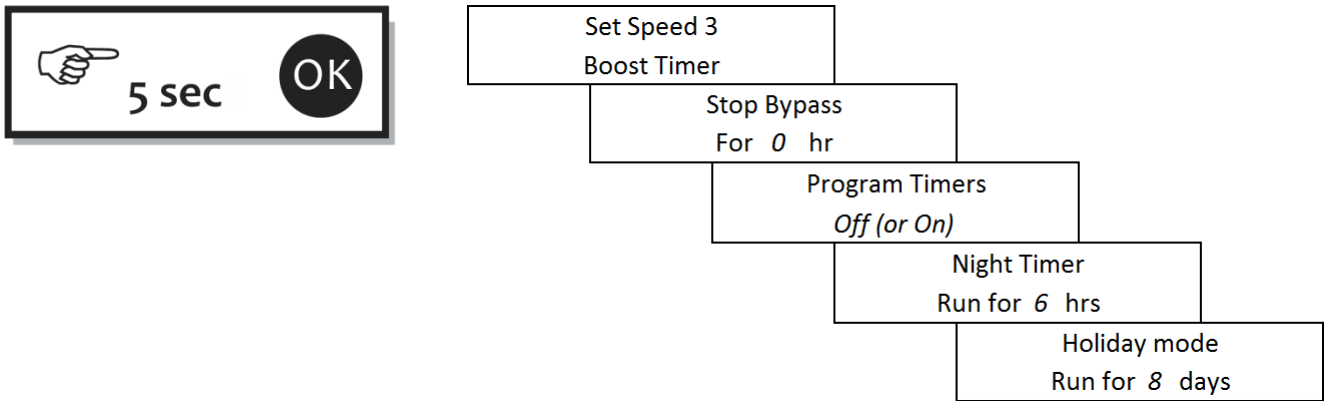 5 sec
OK
Set Speed 3
Boost Timer
Stop Bypass
For 0 hr
Program Timers
Off (or On)
Night Timer
Run for 6 hrs
Holiday mode
Run for 8 days